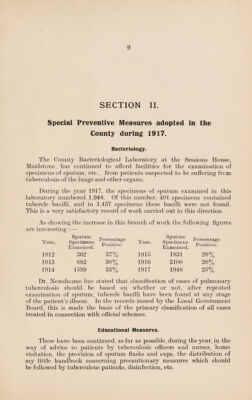 9
SECTION II.
Special Preventive Measures adopted in the
County during 1917.
Bacteriology.
The County Bacteriological Laboratory at the Sessions House,
Maidstone, has continued to afford facilities for the examination of
specimens of sputum, etc., from patients suspected to be suffering from
tuberculosis of the lungs and other organs.
During the year 1917, the specimens of sputum examined in this
laboratory numbered 1,948. Of this number, 491 specimens contained
tubercle bacilli, and in 1,457 specimens these bacilli were not found.
This is a very satisfactory record of work carried out in this direction.
As showing the increase in this branch of work the following figures
are interesting :—
Year. Sputum Specimens Examined. Percentage Positive. Year. Sputum Specimens Examined. Percentage Positive.
1912 362 37% 1915 1831 29%
1913 682 30% 1916 2100 26%
1914 1539 33% 1917 1948 25%
Dr. Newsholme has stated that classification of cases of pulmonary
tuberculosis should be based on whether or not, after repeated
examination of sputum, tubercle bacilli have been found at any stage
of the patient's illness. In the records issued by the Local Government
Board, this is made the basis of the primary classification of all cases
treated in connection with official schemes.
Educational Measures.
These have been continued, as far as possible, during the year, in the
way of advice to patients by tuberculosis officers and nurses, home
visitation, the provision of sputum flasks and cups, the distribution of
my little handbook concerning precautionary measures which should
be followed by tuberculous patients, disinfection, etc.